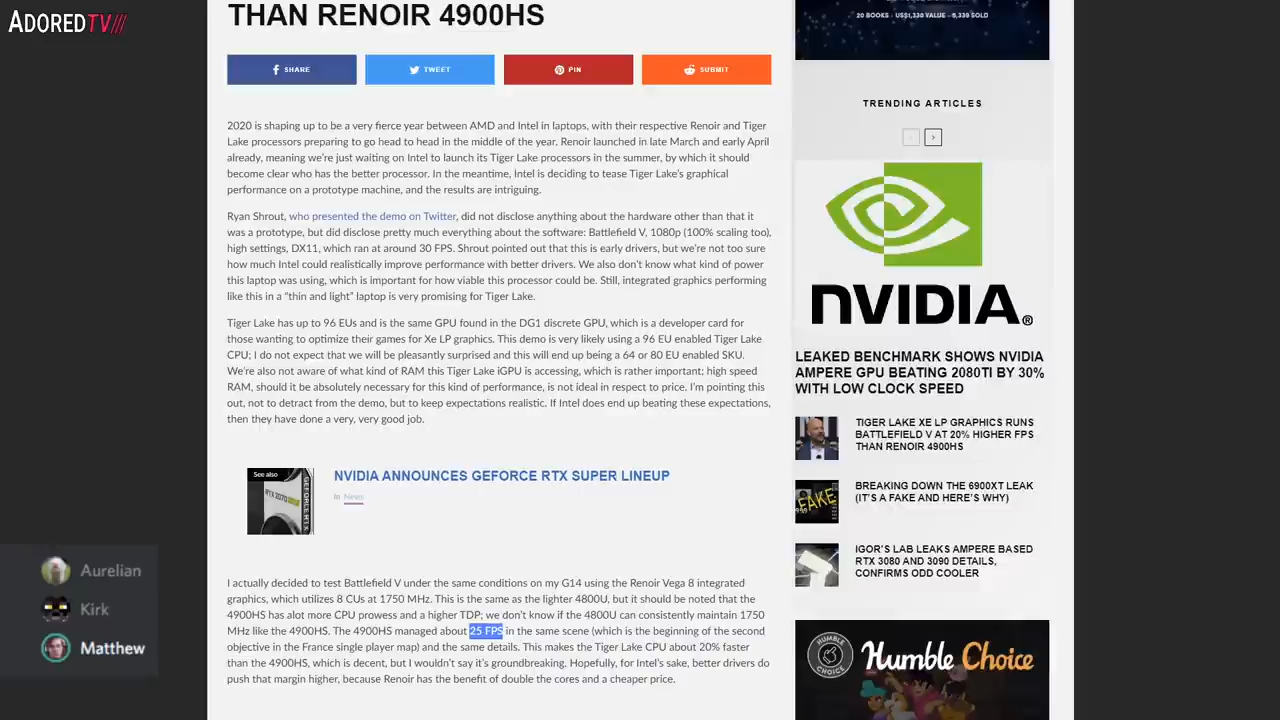 ADOREDTV///
THAN RENOIR 4900HS
SHARE
TWEET
PIN
SUBMIT
2020 is shaping up to be a very fierce year between AMD and Intel in laptops, with their respective Renoir and Tiger
Lake processors preparing to go head to head in the middle of the year. Renoir launched in late March and early April
already, meaning we're just waiting on Intel to launch its Tiger Lake processors in the summer, by which it should
become clear who has the better processor. In the meantime, Intel is deciding to tease Tiger Lake's graphical
performance on a prototype machine, and the results are intriguing.
Ryan Shrout, who presented the demo on Twitter, did not disclose anything about the hardware other than that it
was a prototype, but did disclose pretty much everything about the software: Battlefield V, 1080p (100% scaling too),
high settings, DX11, which ran at around 30 FPS. Shrout pointed out that this is early drivers, but we're not too sure
how much Intel could realistically improve performance with better drivers. We also don't know what kind of power
this laptop was using, which is important for how viable this processor could be. Still, integrated graphics performing
like this in a "thin and light" laptop is very promising for Tiger Lake.
Tiger Lake has up to 96 EUs and is the same GPU found in the DG1 discrete GPU, which is a developer card for
those wanting to optimize their games for Xe LP graphics. This demo is very likely using a 96 EU enabled Tiger Lake
CPU; I do not expect that we will be pleasantly surprised and this will end up being a 64 or 80 EU enabled SKU.
We're also not aware of what kind of RAM this Tiger Lake iGPU is accessing, which is rather important; high speed
RAM, should it be absolutely necessary for this kind of performance, is not ideal in respect to price. I'm pointing this
out, not to detract from the demo, but to keep expectations realistic. If Intel does end up beating these expectations,
then they have done a very, very good job.
See also
RTX 2070
GEFORCE RTX
NVIDIA ANNOUNCES GEFORCE RTX SUPER LINEUP
In News
I actually decided to test Battlefield V under the same conditions on my G14 using the Renoir Vega 8 integrated
graphics, which utilizes 8 CUs at 1750 MHz. This is the same as the lighter 4800U, but it should be noted that the
4900HS has alot more CPU prowess and a higher TDP; we don't know if the 4800U can consistently maintain 1750
MHz like the 4900HS. The 4900HS managed about 25 FPS in the same scene (which is the beginning of the second
objective in the France single player map) and the same details. This makes the Tiger Lake CPU about 20% faster
than the 4900HS, which is decent, but I wouldn't say it's groundbreaking. Hopefully, for Intel's sake, better drivers do
push that margin higher, because Renoir has the benefit of double the cores and a cheaper price.
Aurelian
Kirk
Matthew
20 BOOKS · US$1,330 VALUE · 9,339 SOLD
TRENDING ARTICLES
NVIDIA®
LEAKED BENCHMARK SHOWS NVIDIA
AMPERE GPU BEATING 2080TI BY 30%
WITH LOW CLOCK SPEED
TIGER LAKE XE LP GRAPHICS RUNS
BATTLEFIELD V AT 20% HIGHER FPS
THAN RENOIR 4900HS
FAKE
BREAKING DOWN THE 6900XT LEAK
(IT'S A FAKE AND HERE'S WHY)
IGOR'S LAB LEAKS AMPERE BASED
RTX 3080 AND 3090 DETAILS,
CONFIRMS ODD COOLER
HUMBLE CHOICE
Humble Choice